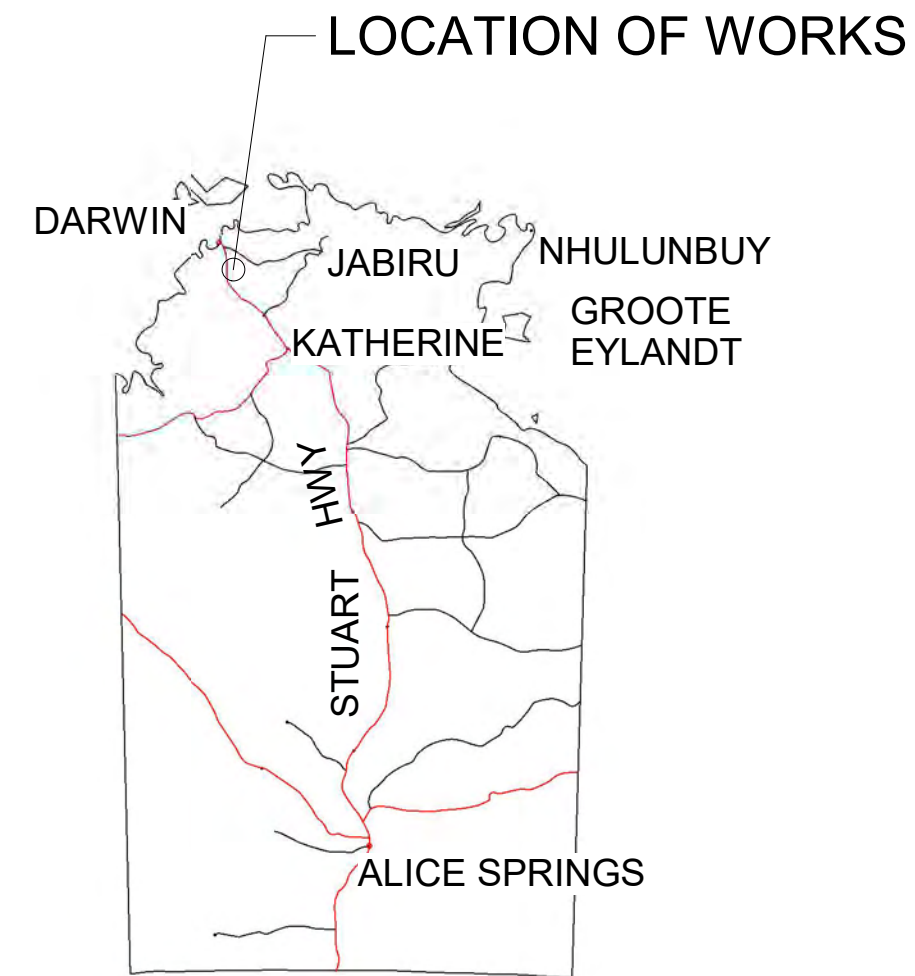 LOCATION OF WORKS
DARWIN
JABIRU
NHULUNBUY
GROOTE
EYLANDT
KATHERINE
STUART HWY
ALICE SPRINGS